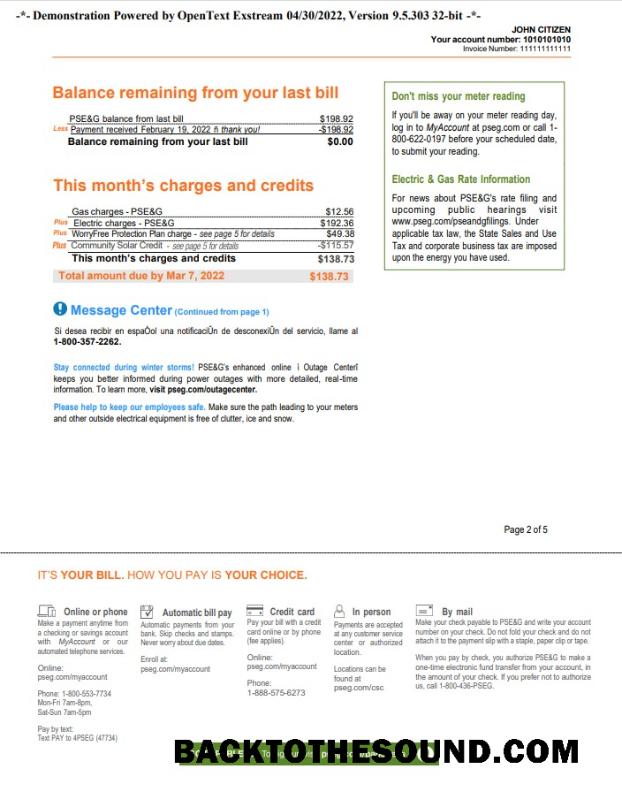 -*- Demonstration Powered by OpenText Exstream 04/30/2022, Version 9.5.303 32-bit -*-
JOHN CITIZEN
Your account number: 1010101010
Invoice Number: 111111111111
Balance remaining from your last bill
PSE&G balance from last bill $198.92
Less Payment received February 19, 2022 ñ thank you! -$198.92
Balance remaining from your last bill $0.00
This month's charges and credits
Gas charges - PSE&G $12.56
Plus Electric charges - PSE&G $192.36
Plus WorryFree Protection Plan charge - see page 5 for details $49.38
Plus Community Solar Credit - see page 5 for details -$115.57
This month's charges and credits $138.73
Total amount due by Mar 7, 2022 $138.73
Don't miss your meter reading
If you'll be away on your meter reading day,
log in to MyAccount at pseg.com or call 1-
800-622-0197 before your scheduled date,
to submit your reading.
Electric & Gas Rate Information
For news about PSE&G's rate filing and
upcoming public hearings visit
www.pseg.com/pseandgfilings. Under
applicable tax law, the State Sales and Use
Tax and corporate business tax are imposed
upon the energy you have used.
Message Center (Continued from page 1)
Si desea recibir en espaÒol una notificaciÛn de desconexiÛn del servicio, llame al
1-800-357-2262.
Stay connected during winter storms! PSE&G's enhanced online ì Outage Centerî
keeps you better informed during power outages with more detailed, real-time
information. To learn more, visit pseg.com/outagecenter.
Please help to keep our employees safe. Make sure the path leading to your meters
and other outside electrical equipment is free of clutter, ice and snow.
Page 2 of 5
IT'S YOUR BILL. HOW YOU PAY IS YOUR CHOICE.
Online or phone
Make a payment anytime from
a checking or savings account
with MyAccount or our
automated telephone services.
Online:
pseg.com/myaccount
Phone: 1-800-553-7734
Mon-Fri 7am-8pm,
Sat-Sun 7am-5pm
Pay by text:
Text PAY to 4PSEG (47734)
Automatic bill pay
Automatic payments from your
bank. Skip checks and stamps.
Never worry about due dates.
Enroll at:
pseg.com/myaccount
Credit card
Pay your bill with a credit
card online or by phone
(fee applies).
Online:
pseg.com/myaccount
Phone:
1-888-575-6273
In person
Payments are accepted
at any customer service
center or authorized
location.
Locations can be
found at
pseg.com/csc
By mail
Make your check payable to PSE&G and write your account
number on your check. Do not fold your check and do not
attach it to the payment slip with a staple, paper clip or tape.
When you pay by check, you authorize PSE&G to make a
one-time electronic fund transfer from your account, in
the amount of your check. If you prefer not to authorize
us, call 1-800-436-PSEG.
BACKTOTHESOUND.COM